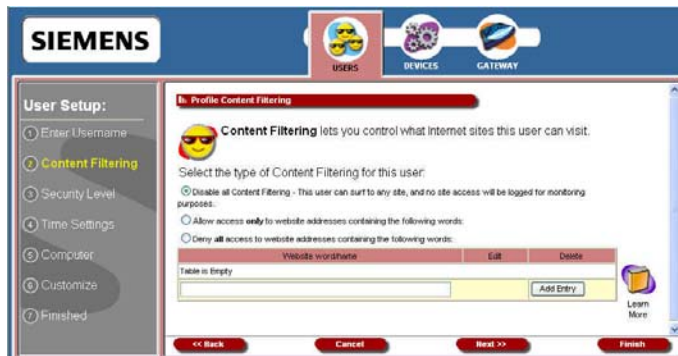 SIEMENS
USERS
DEVICES
GATEWAY
User Setup:
1 Enter Username
2 Content Filtering
3 Security Level
4 Time Settings
5 Computer
6 Customize
7 Finished
Profile Content Filtering
Content Filtering lets you control what Internet sites this user can visit.
Select the type of Content Filtering for this user:
Disable all Content Filtering - This user can surf to any site, and no site access will be logged for monitoring
purposes.
Allow access only to website addresses containing the following words:
Deny all access to website addresses containing the following words:
Website word/name Edit Delete
Table is Empty
Add Entry
Learn
More
<< Back Cancel Next >> Finish